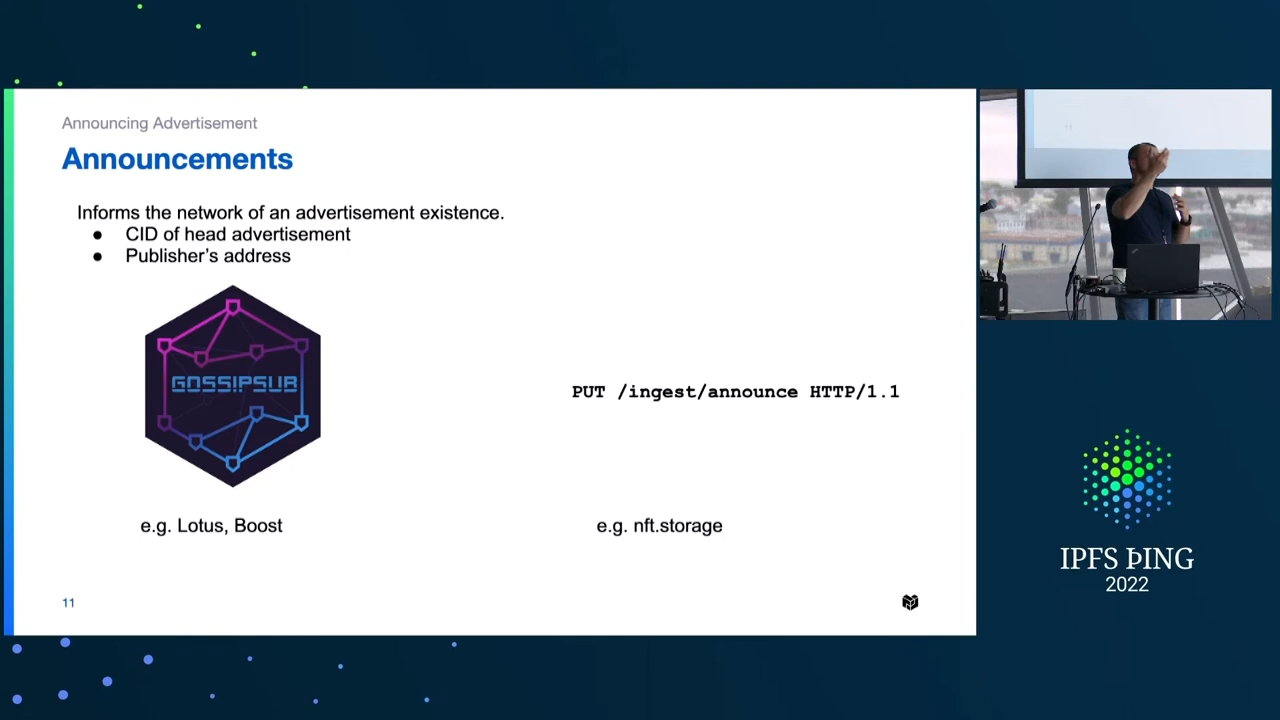 Announcing Advertisement
Announcements
Informs the network of an advertisement existence.
● CID of head advertisement
● Publisher's address
GOSSIPSUB
PUT /ingest/announce HTTP/1.1
e.g. Lotus, Boost
e.g. nft.storage
11
IPFS ÞING
2022